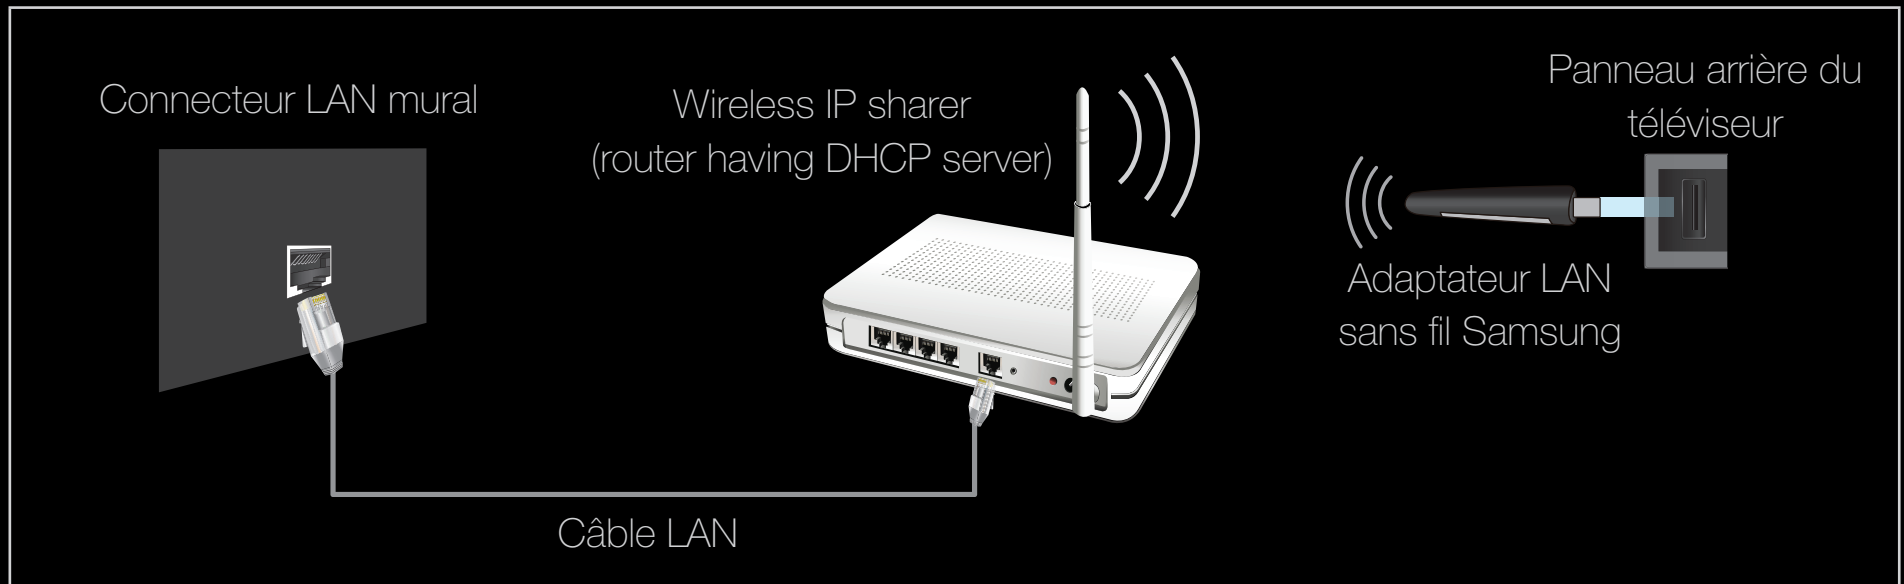 Connecteur LAN mural
Wireless IP sharer
(router having DHCP server)
Panneau arrière du
téléviseur
Adaptateur LAN
sans fil Samsung
Câble LAN